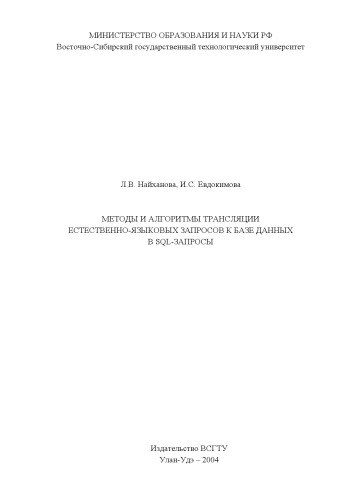 МИНИСТЕРСТВО ОБРАЗОВАНИЯ И НАУКИ РФ
Восточно-Сибирский государственный технологический университет
Л.В. Найханова, И.С. Евдокимова
МЕТОДЫ И АЛГОРИТМЫ ТРАНСЛЯЦИИ
ЕСТЕСТВЕННО-ЯЗЫКОВЫХ ЗАПРОСОВ К БАЗЕ ДАННЫХ
В SQL-ЗАПРОСЫ
Издательство ВСГТУ
Улан-Удэ – 2004